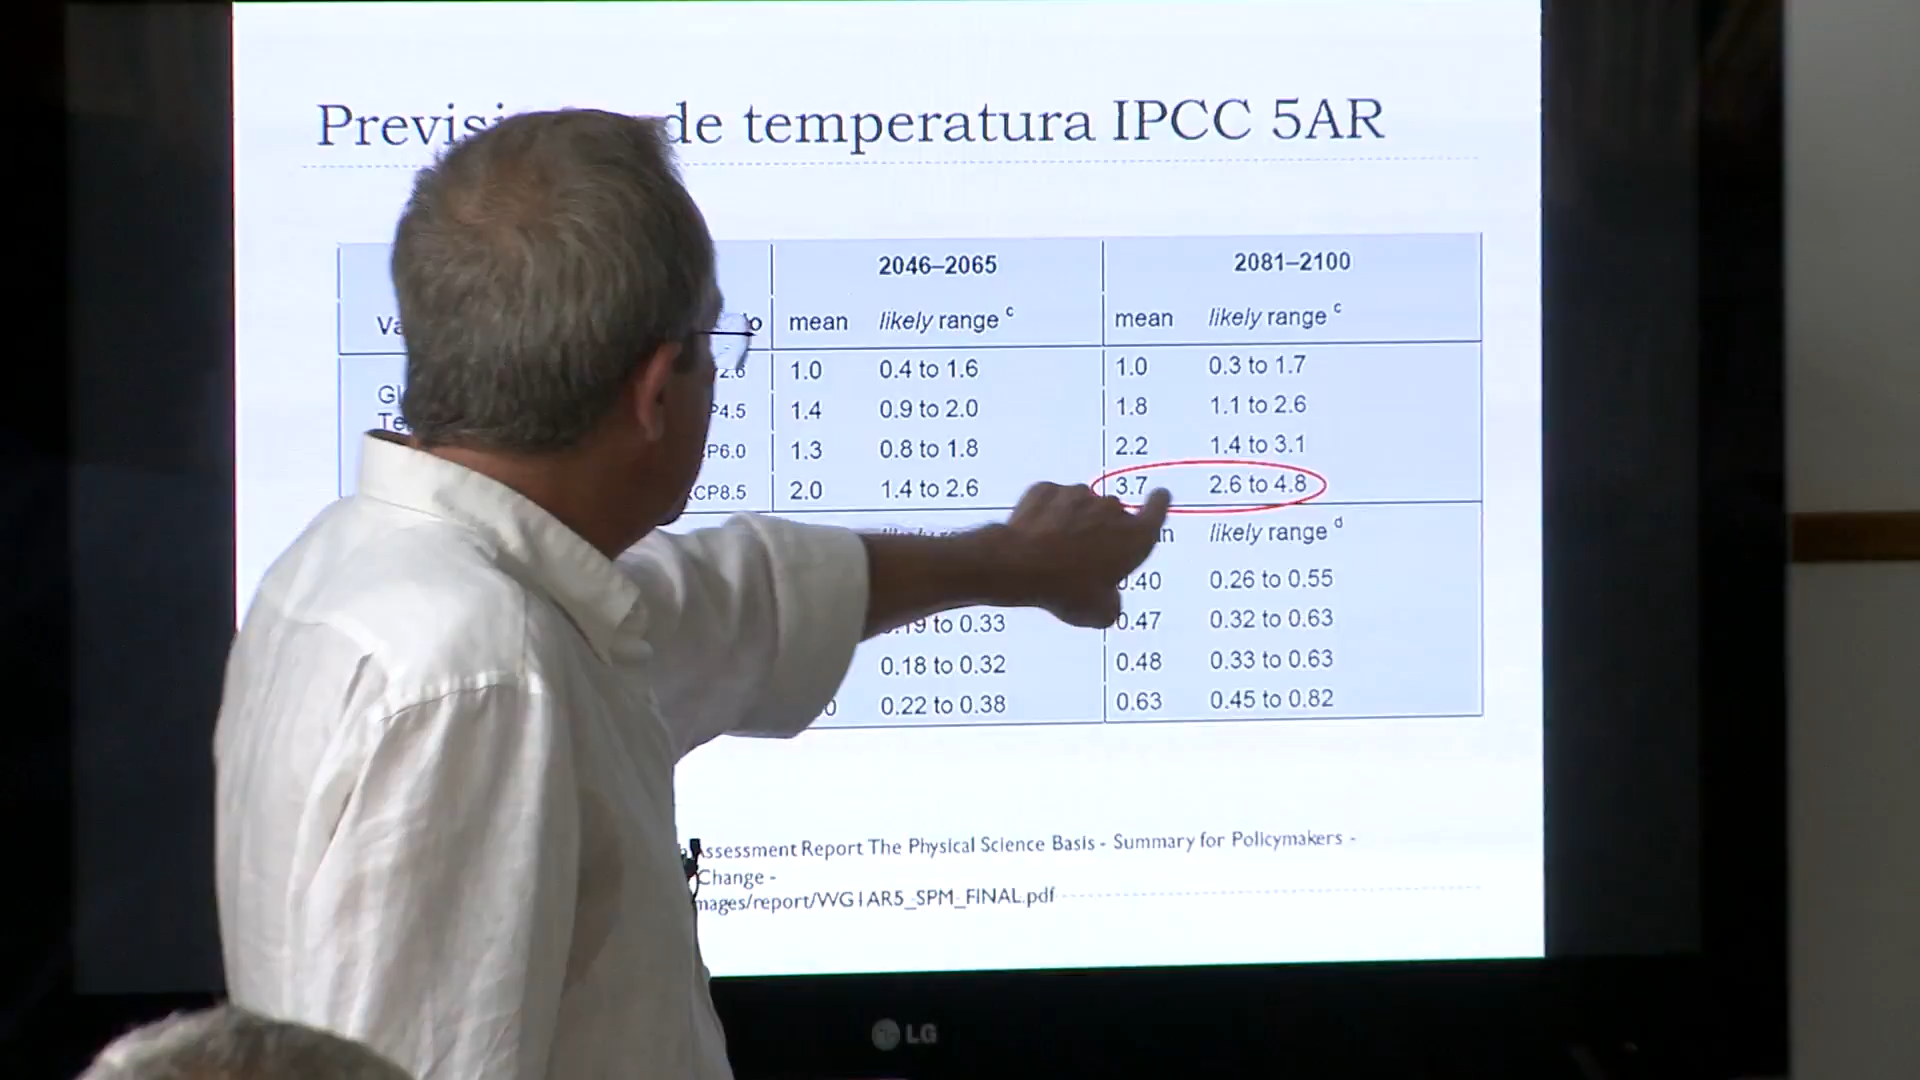 de temperatura IPCC 5AR
2046–2065 2081–2100
mean likely range c mean likely range c
1.0 0.4 to 1.6 1.0 0.3 to 1.7
1.4 0.9 to 2.0 1.8 1.1 to 2.6
1.3 0.8 to 1.8 2.2 1.4 to 3.1
CP8.5 2.0 1.4 to 2.6 3.7 2.6 to 4.8
likely range d
0.40 0.26 to 0.55
to 0.33 0.47 0.32 to 0.63
0.18 to 0.32 0.48 0.33 to 0.63
0.22 to 0.38 0.63 0.45 to 0.82
Assessment Report The Physical Science Basis - Summary for Policymakers -
Change -
mages/report/WG1AR5_SPM_FINAL.pdf
LG